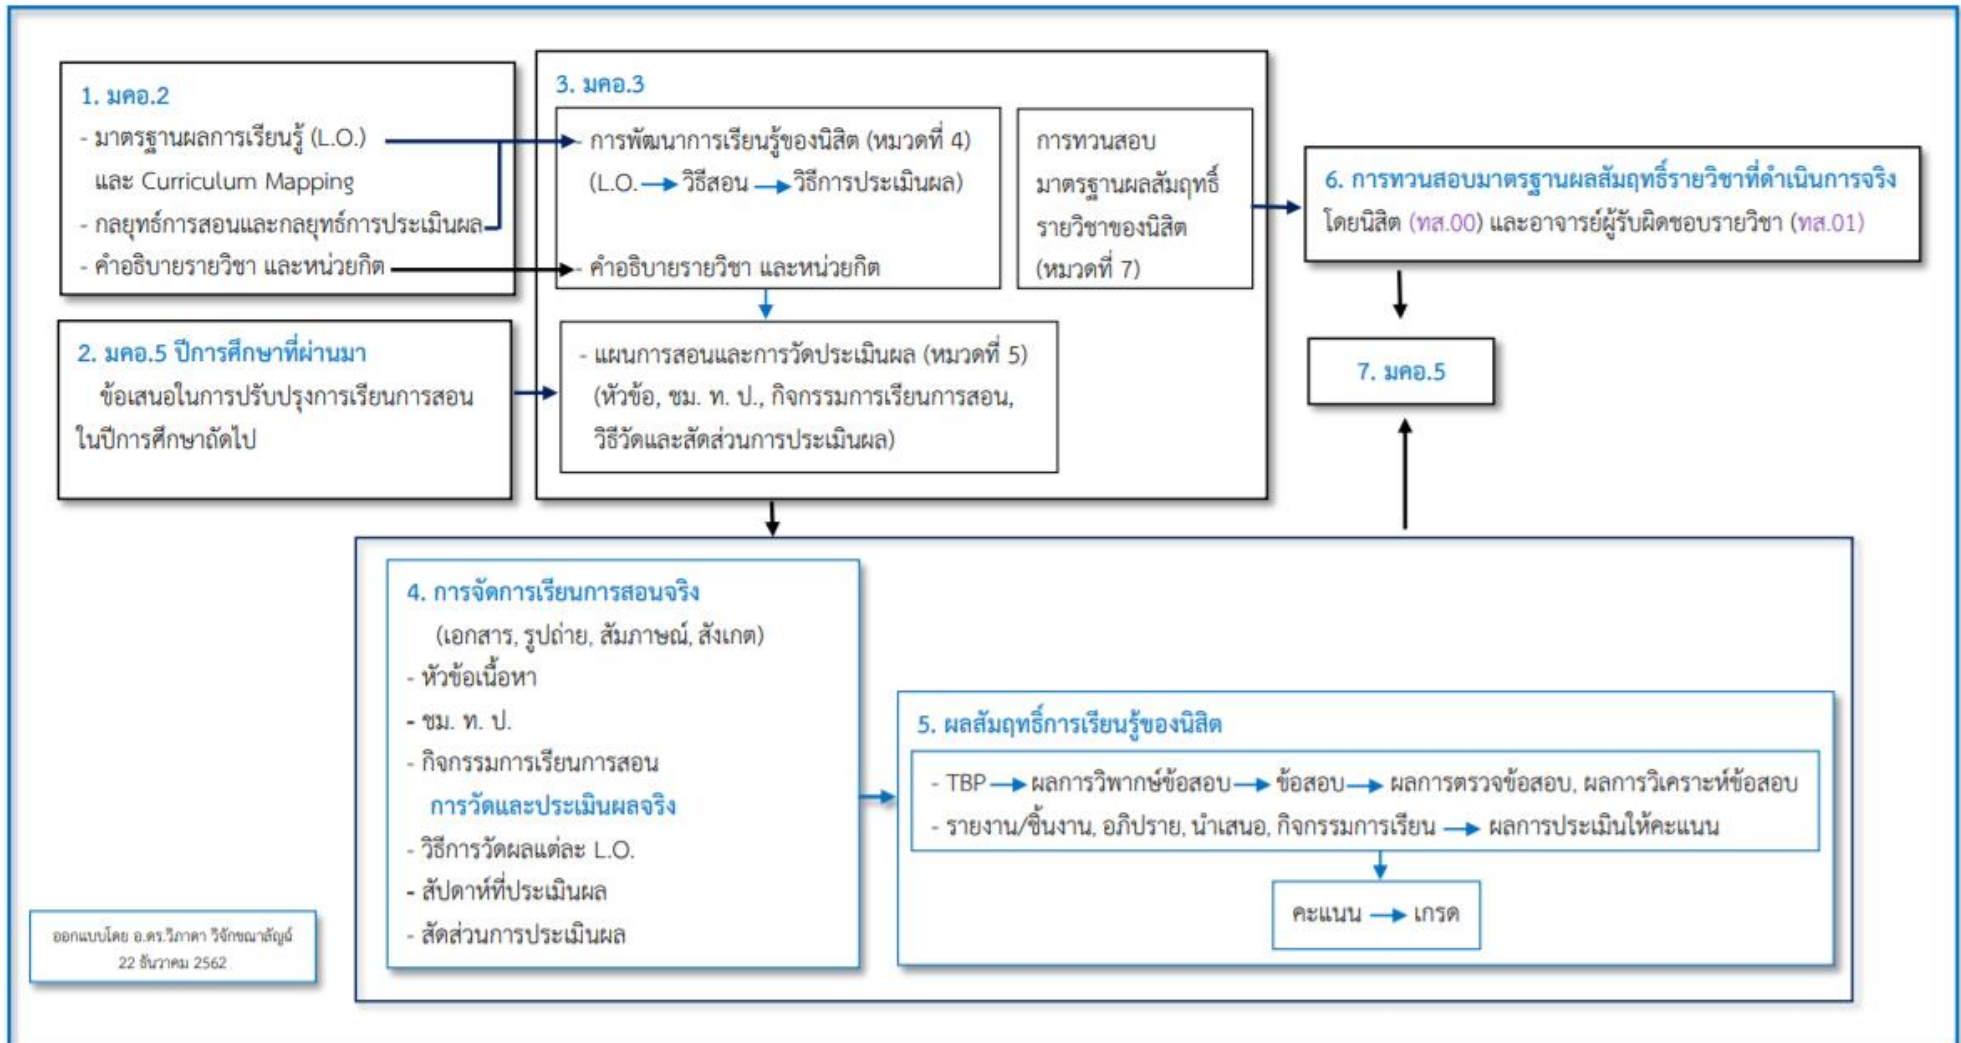 1. มคอ.2
- มาตรฐานผลการเรียนรู้ (L.O.)
และ Curriculum Mapping
- กลยุทธ์การสอนและกลยุทธ์การประเมินผล
- คำอธิบายรายวิชา และหน่วยกิต
2. มคอ.5 ปีการศึกษาที่ผ่านมา
ข้อเสนอในการปรับปรุงการเรียนการสอน
ในปีการศึกษาถัดไป
3. มคอ.3
- การพัฒนาการเรียนรู้ของนิสิต (หมวดที่ 4)
(L.O. → วิธีสอน → วิธีการประเมินผล)
- คำอธิบายรายวิชา และหน่วยกิต
การทวนสอบ
มาตรฐานผลสัมฤทธิ์
รายวิชาของนิสิต
(หมวดที่ 7)
- แผนการสอนและการวัดประเมินผล (หมวดที่ 5)
(หัวข้อ, ชม. ท. ป., กิจกรรมการเรียนการสอน,
วิธีวัดและสัดส่วนการประเมินผล)
6. การทวนสอบมาตรฐานผลสัมฤทธิ์รายวิชาที่ดำเนินการจริง
โดยนิสิต (ทส.00) และอาจารย์ผู้รับผิดชอบรายวิชา (ทส.01)
7. มคอ.5
4. การจัดการเรียนการสอนจริง
(เอกสาร, รูปถ่าย, สัมภาษณ์, สังเกต)
- หัวข้อเนื้อหา
- ชม. ท. ป.
- กิจกรรมการเรียนการสอน
การวัดและประเมินผลจริง
- วิธีการวัดผลแต่ละ L.O.
- สัปดาห์ที่ประเมินผล
- สัดส่วนการประเมินผล
5. ผลสัมฤทธิ์การเรียนรู้ของนิสิต
- TBP → ผลการวิพากษ์ข้อสอบ → ข้อสอบ → ผลการตรวจข้อสอบ, ผลการวิเคราะห์ข้อสอบ
- รายงาน/ชิ้นงาน, อภิปราย, นำเสนอ, กิจกรรมการเรียน → ผลการประเมินให้คะแนน
คะแนน → เกรด
ออกแบบโดย อ.ดร.วิภาดา วิจักขณาลัญฉ์
22 ธันวาคม 2562